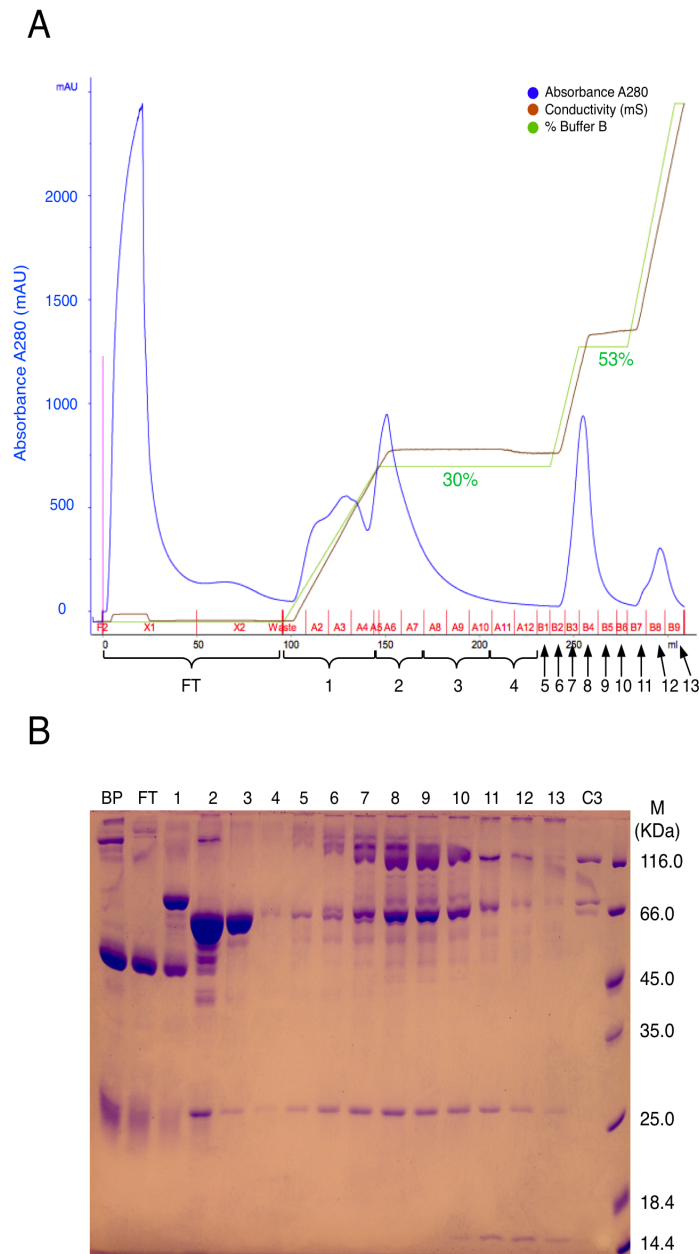 A
mAU
Absorbance A280
Conductivity (mS)
% Buffer B
2000
1500
1000
500
0
Absorbance A280 (mAU)
53%
30%
F2 X1 X2 Waste A2 A3 A4 A5 A6 A7 A8 A9 A10 A11 A12 B1 B2 B3 B4 B5 B6 B7 B8 B9
0 50 100 150 200 250 ml
FT 1 2 3 4 5 6 7 8 9 10 11 12 13
B
BP FT 1 2 3 4 5 6 7 8 9 10 11 12 13 C3 M
(KDa)
116.0
66.0
45.0
35.0
25.0
18.4
14.4